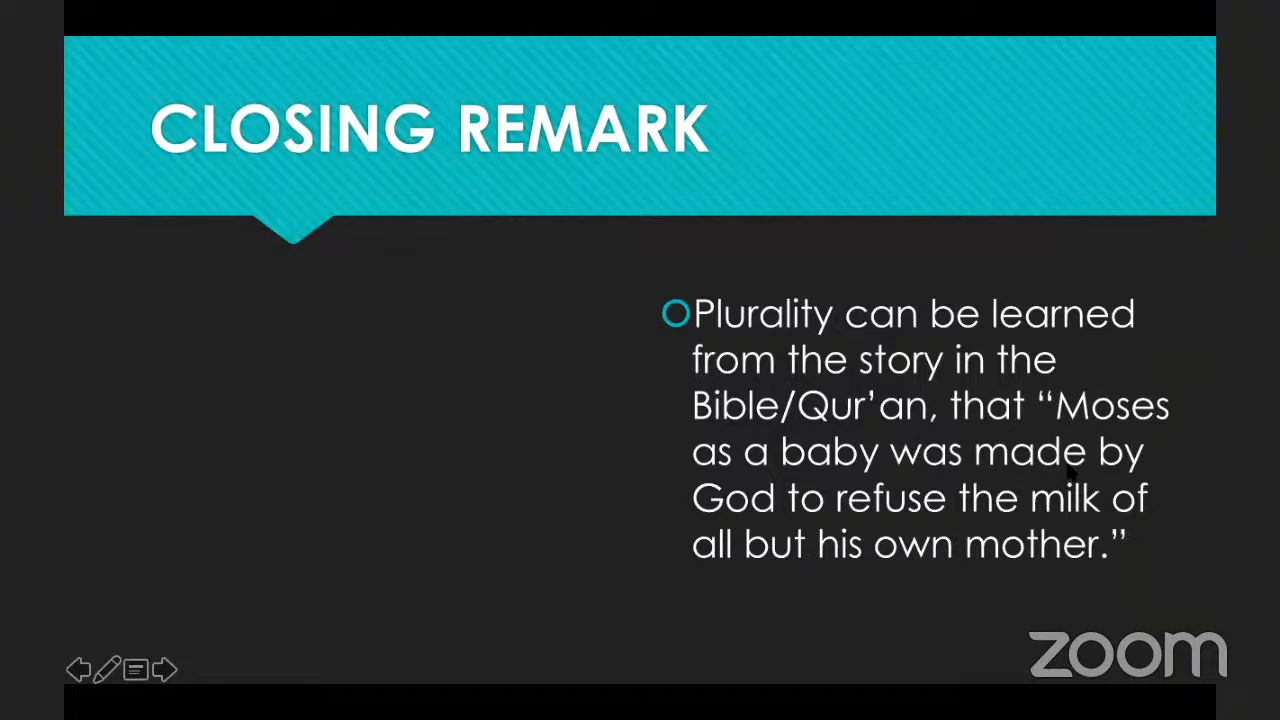 CLOSING REMARK
Plurality can be learned
from the story in the
Bible/Qur’an, that “Moses
as a baby was made by
God to refuse the milk of
all but his own mother.”
zoom